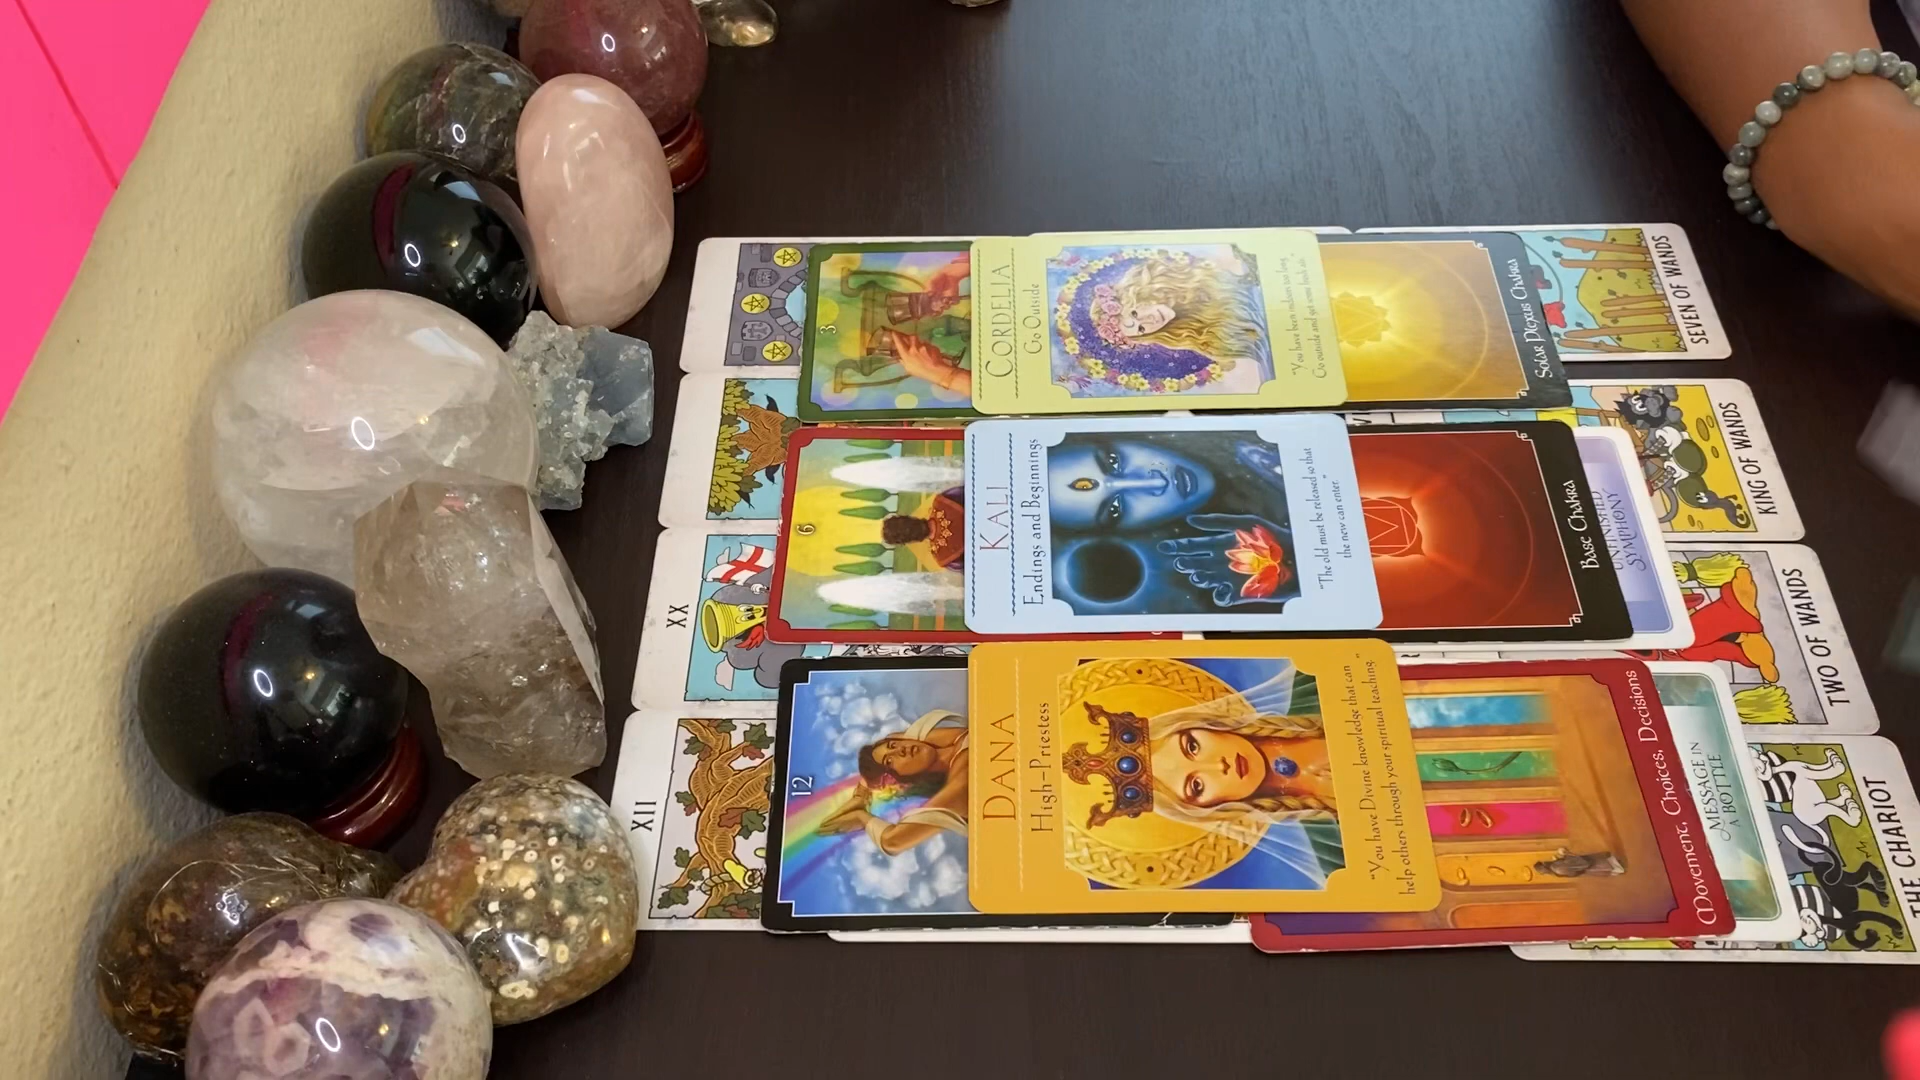 3
CORDELIA
Go Outside
"You have been indoors too long.
Go outside and get some fresh air."
Solar Plexus Chakra
SEVEN OF WANDS
6
KALI
Endings and Beginnings
"The old must be released so that
the new can enter."
Base Chakra
UNFINISHED
SYMPHONY
KING OF WANDS
XX
TWO OF WANDS
XII
12
DANA
High-Priestess
"You have Divine knowledge that can
help others through your spiritual teaching."
Movement, Choices, Decisions
MESSAGE IN
A BOTTLE
THE CHARIOT